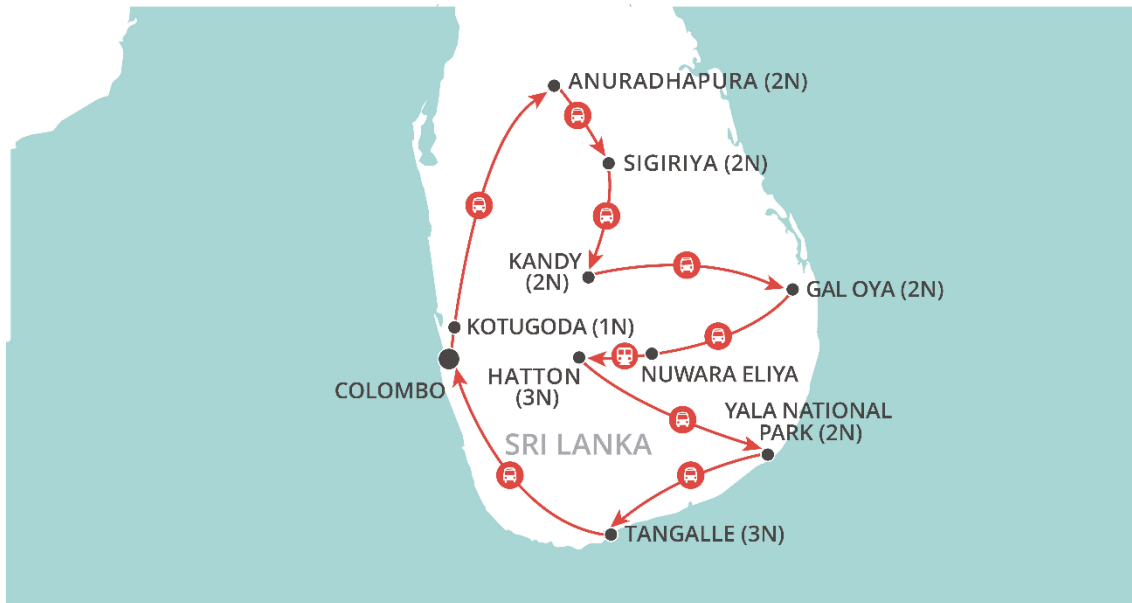 ANURADHAPURA (2N)
SIGIRIYA (2N)
KANDY
(2N)
GAL OYA (2N)
KOTUGODA (1N)
COLOMBO
HATTON
(3N)
NUWARA ELIYA
YALA NATIONAL
PARK (2N)
SRI LANKA
TANGALLE (3N)